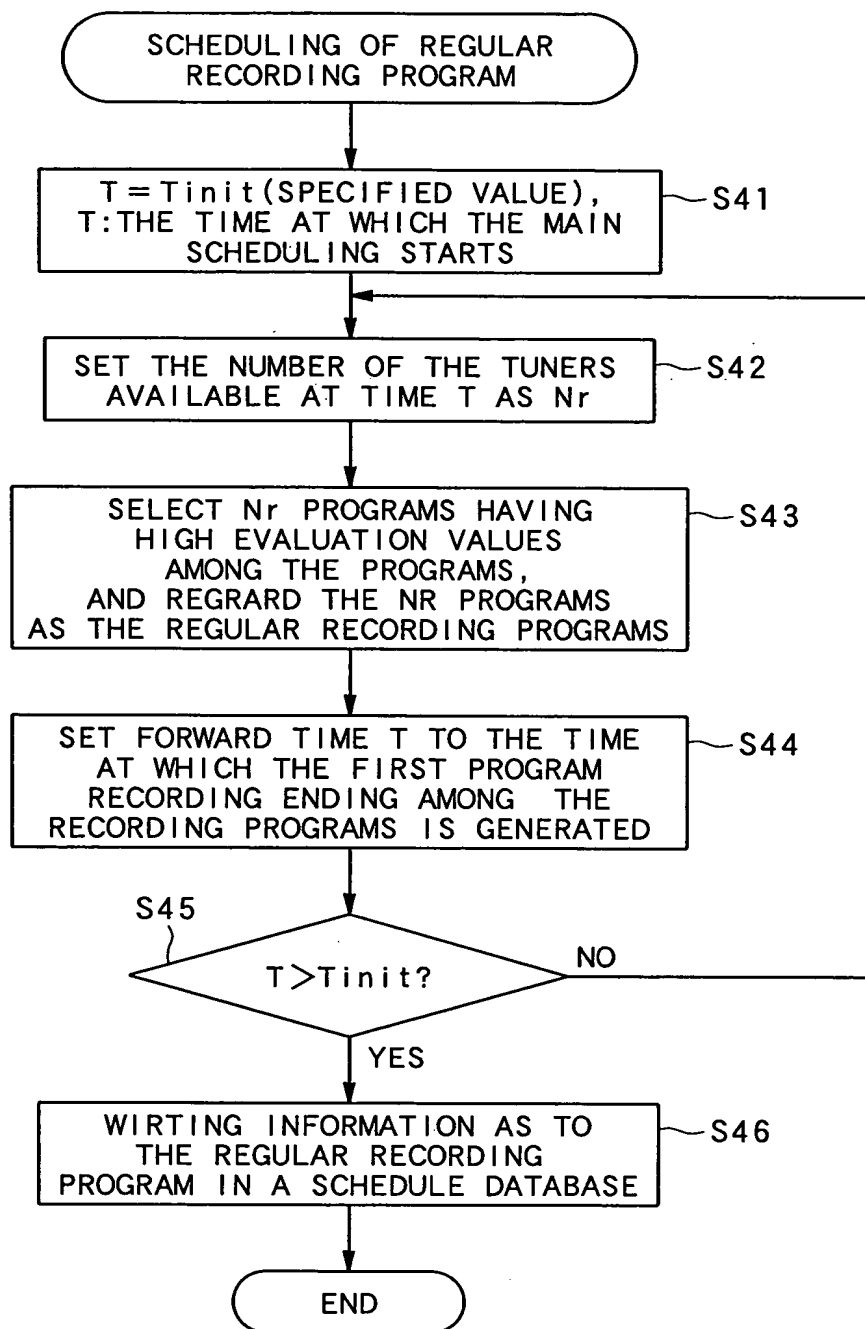 SCHEDULING OF REGULAR
RECORDING PROGRAM
T=Tinit(SPECIFIED VALUE),
T:THE TIME AT WHICH THE MAIN
SCHEDULING STARTS
S41
SET THE NUMBER OF THE TUNERS
AVAILABLE AT TIME T AS Nr
S42
SELECT Nr PROGRAMS HAVING
HIGH EVALUATION VALUES
AMONG THE PROGRAMS,
AND REGRARD THE NR PROGRAMS
AS THE REGULAR RECORDING PROGRAMS
S43
SET FORWARD TIME T TO THE TIME
AT WHICH THE FIRST PROGRAM
RECORDING ENDING AMONG THE
RECORDING PROGRAMS IS GENERATED
S44
S45
T>Tinit?
NO
YES
WIRTING INFORMATION AS TO
THE REGULAR RECORDING
PROGRAM IN A SCHEDULE DATABASE
S46
END